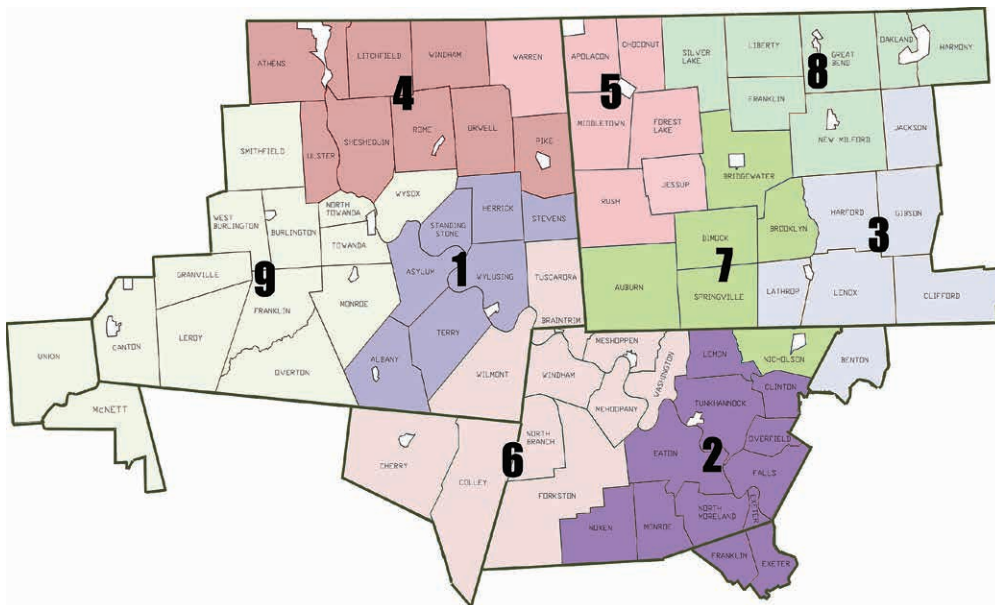 ATHENS
LITCHFIELD
WINDHAM
WARREN
APOLACON
CHOCONUT
SILVER
LAKE
LIBERTY
GREAT
BEND
OAKLAND
HARMONY
8
4
5
FRANKLIN
MIDDLETOWN
FOREST
LAKE
NEW MILFORD
JACKSON
SMITHFIELD
ULSTER
SHESHEQUIN
ROME
ORWELL
PIKE
BRIDGEWATER
JESSUP
RUSH
WYSOX
NORTH
TOWANDA
HERRICK
STEVENS
WEST
BURLINGTON
BURLINGTON
STANDING
STONE
HARFORD
GIBSON
BROOKLYN
DIMOCK
3
TOWANDA
ASYLUM
1
7
GRANVILLE
9
WYLUSING
TUSCARORA
AUBURN
SPRINGVILLE
LATHROP
LENOX
CLIFFORD
MONROE
FRANKLIN
LEROY
CANTON
UNION
TERRY
BRAINTRIM
ALBANY
WILMONT
OVERTON
MESHOPPEN
WINDHAM
WASHINGTON
LEMON
NICHOLSON
BENTON
McNETT
MEHOOPANY
TUNKHANNOCK
CLINTON
NORTH
BRANCH
OVERFIELD
2
EATON
6
CHERRY
COLLEY
FALLS
FORKSTON
NORTH
MORELAND
EXETER
NOXEN
MONROE
FRANKLIN
EXETER